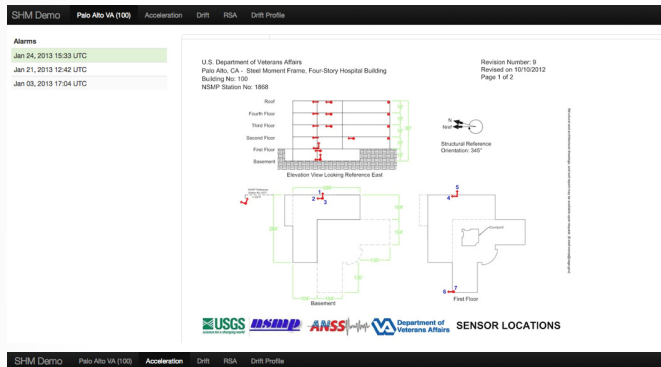 SHM Demo Palo Alto VA (100) Acceleration Drift RSA Drift Profile
Alarms
Jan 24, 2013 15:33 UTC
Jan 21, 2013 12:42 UTC
Jan 03, 2013 17:04 UTC
U.S. Department of Veterans Affairs
Palo Alto, CA - Steel Moment Frame, Four-Story Hospital Building
Building No: 100
NSMP Station No: 1868
Revision Number: 9
Revised on 10/10/2012
Page 1 of 2
Roof
Fourth Floor
Third Floor
Second Floor
First Floor
Basement
Elevation View Looking Reference East
N
Nref
Structural Reference
Orientation: 345°
1
2
3
Basement
5
4
Courtyard
6
7
First Floor
USGS
nsmp
ANSS
VA
Department of
Veterans Affairs
SENSOR LOCATIONS
SHM Demo Palo Alto VA (100) Acceleration Drift RSA Drift Profile